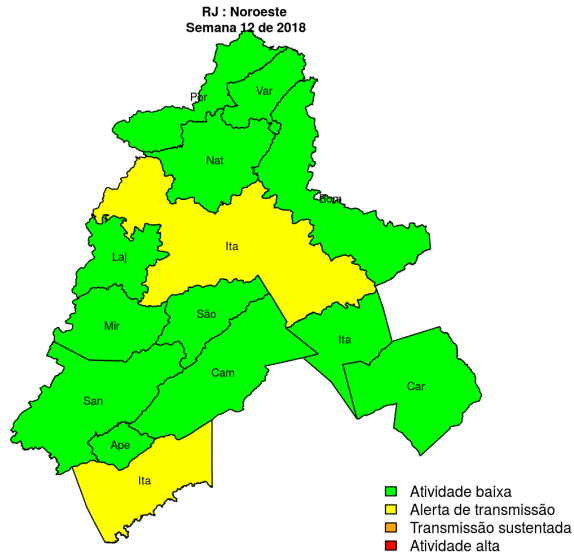 RJ : Noroeste
Semana 12 de 2018
Por
Var
Nat
Bom
Ita
Laj
São
Mir
Ita
Cam
Car
San
Ape
Ita
Atividade baixa
Alerta de transmissão
Transmissão sustentada
Atividade alta